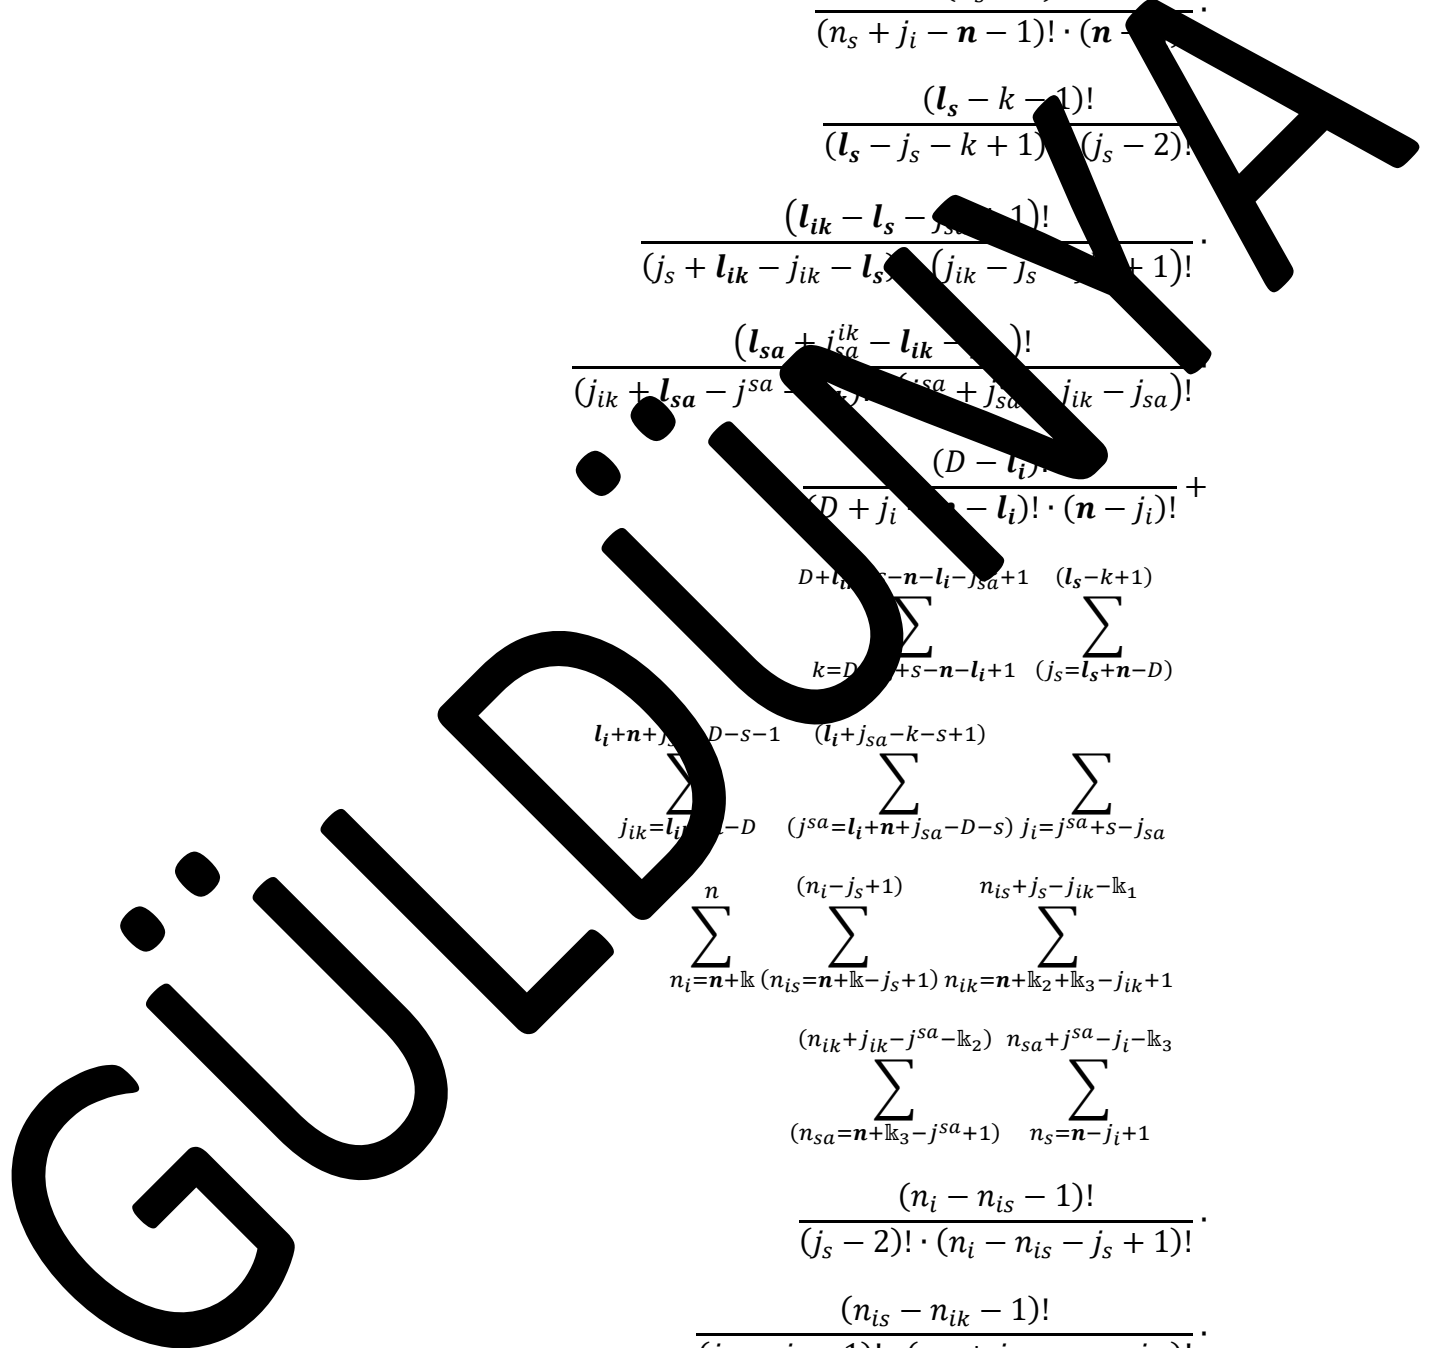 (n_s + j_i − n − 1)! · (n −
(l_s − k − 1)!
(l_s − j_s − k + 1) (j_s − 2)!
(l_ik − l_s − 1)! ·
(j_s + l_ik − j_ik − l_s) (j_ik − j_s + 1)!
(l_sa + j_sa^ik − l_ik − )!
(j_ik + l_sa − j^sa − + j_sa j_ik − j_sa)!
(D − l_i)!
(D + j_i − l_i)! · (n − j_i)! +
−n−l_i−j_sa+1 (l_s−k+1)
∑ ∑
k=D +s−n−l_i+1 (j_s=l_s+n−D)
l_i+n+ D−s−1 (l_i+j_sa−k−s+1)
∑ ∑ ∑
j_ik= −D (j^sa=l_i+n+j_sa−D−s) j_i=j^sa+s−j_sa
n (n_i−j_s+1) n_is+j_s−j_ik−𝕜_1
∑ ∑ ∑
n_i=n+𝕜 (n_is=n+𝕜−j_s+1) n_ik=n+𝕜_2+𝕜_3−j_ik+1
(n_ik+j_ik−j^sa−𝕜_2) n_sa+j^sa−j_i−𝕜_3
∑ ∑
(n_sa=n+𝕜_3−j^sa+1) n_s=n−j_i+1
(n_i − n_is − 1)! ·
(j_s − 2)! · (n_i − n_is − j_s + 1)!
(n_is − n_ik − 1)! ·
GÜLDÜNYA